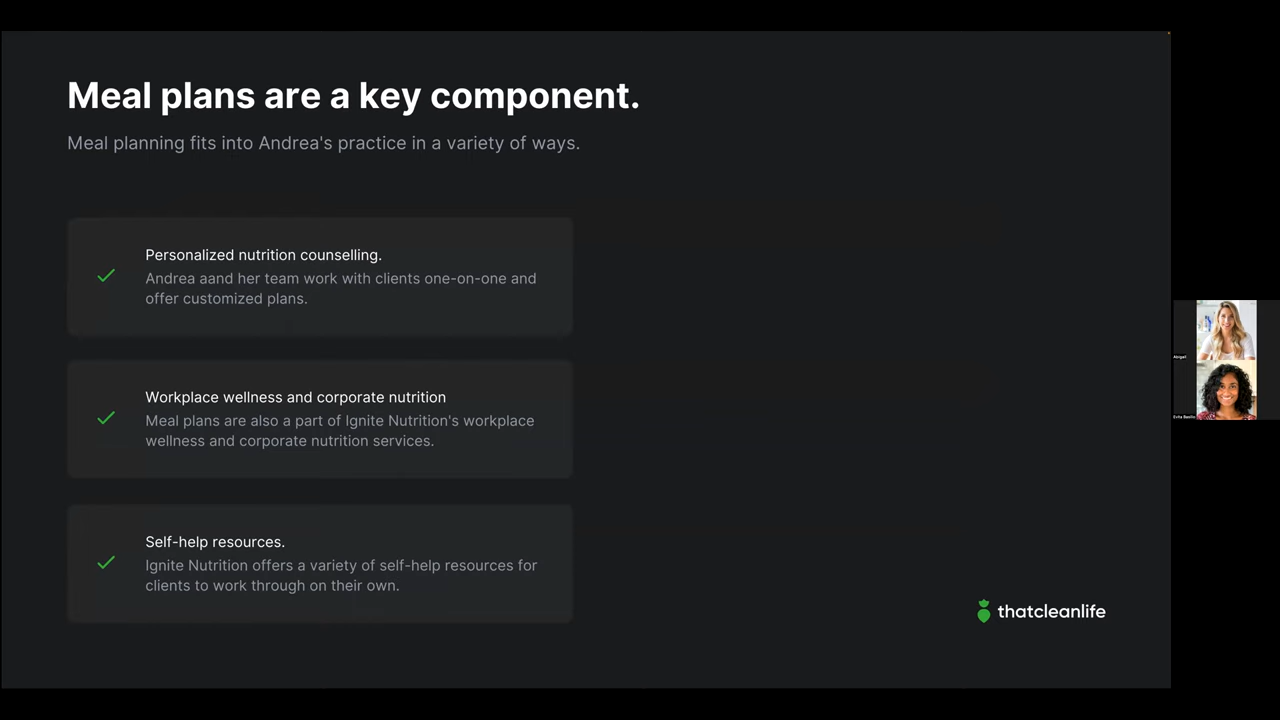 Meal plans are a key component.
Meal planning fits into Andrea's practice in a variety of ways.
Personalized nutrition counselling.
Andrea aand her team work with clients one-on-one and
offer customized plans.
Workplace wellness and corporate nutrition
Meal plans are also a part of Ignite Nutrition's workplace
wellness and corporate nutrition services.
Self-help resources.
Ignite Nutrition offers a variety of self-help resources for
clients to work through on their own.
thatcleanlife
Abigail